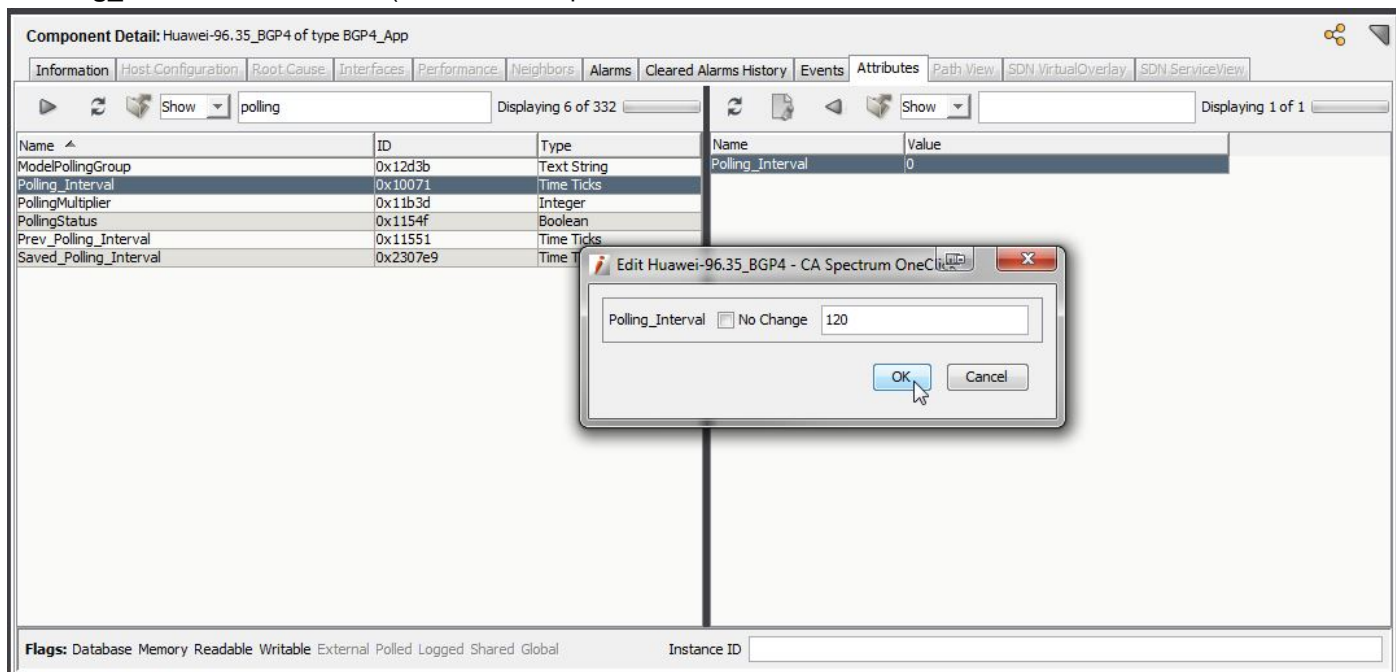 Component Detail: Huawei-96.35_BGP4 of type BGP4_App
Information Host Configuration Root Cause Interfaces Performance Neighbors Alarms Cleared Alarms History Events Attributes Path View SDN VirtualOverlay SDN ServiceView
Show polling Displaying 6 of 332 Show Displaying 1 of 1
Name ID Type Name Value
ModelPollingGroup 0x12d3b Text String Polling_Interval 0
Polling_Interval 0x10071 Time Ticks
PollingMultiplier 0x11b3d Integer
PollingStatus 0x1154f Boolean
Prev_Polling_Interval 0x11551 Time Ticks
Saved_Polling_Interval 0x2307e9 Time T
Edit Huawei-96.35_BGP4 - CA Spectrum OneCli
Polling_Interval No Change 120
OK Cancel
Flags: Database Memory Readable Writable External Polled Logged Shared Global Instance ID